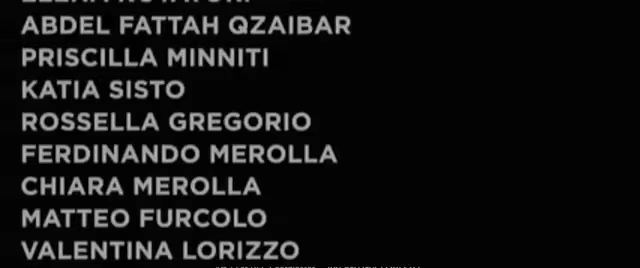 ABDEL FATTAH QZAIBAR
PRISCILLA MINNITI
KATIA SISTO
ROSSELLA GREGORIO
FERDINANDO MEROLLA
CHIARA MEROLLA
MATTEO FURCOLO
VALENTINA LORIZZO